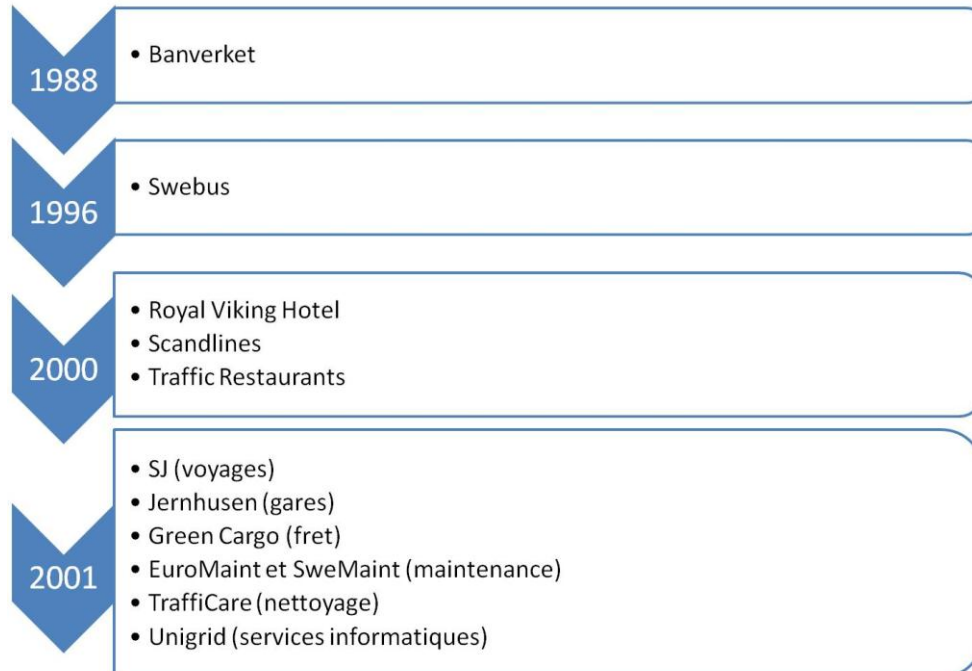 1988
• Banverket
1996
• Swebus
2000
• Royal Viking Hotel
• Scandlines
• Traffic Restaurants
2001
• SJ (voyages)
• Jernhusen (gares)
• Green Cargo (fret)
• EuroMaint et SweMaint (maintenance)
• TraffiCare (nettoyage)
• Unigrid (services informatiques)